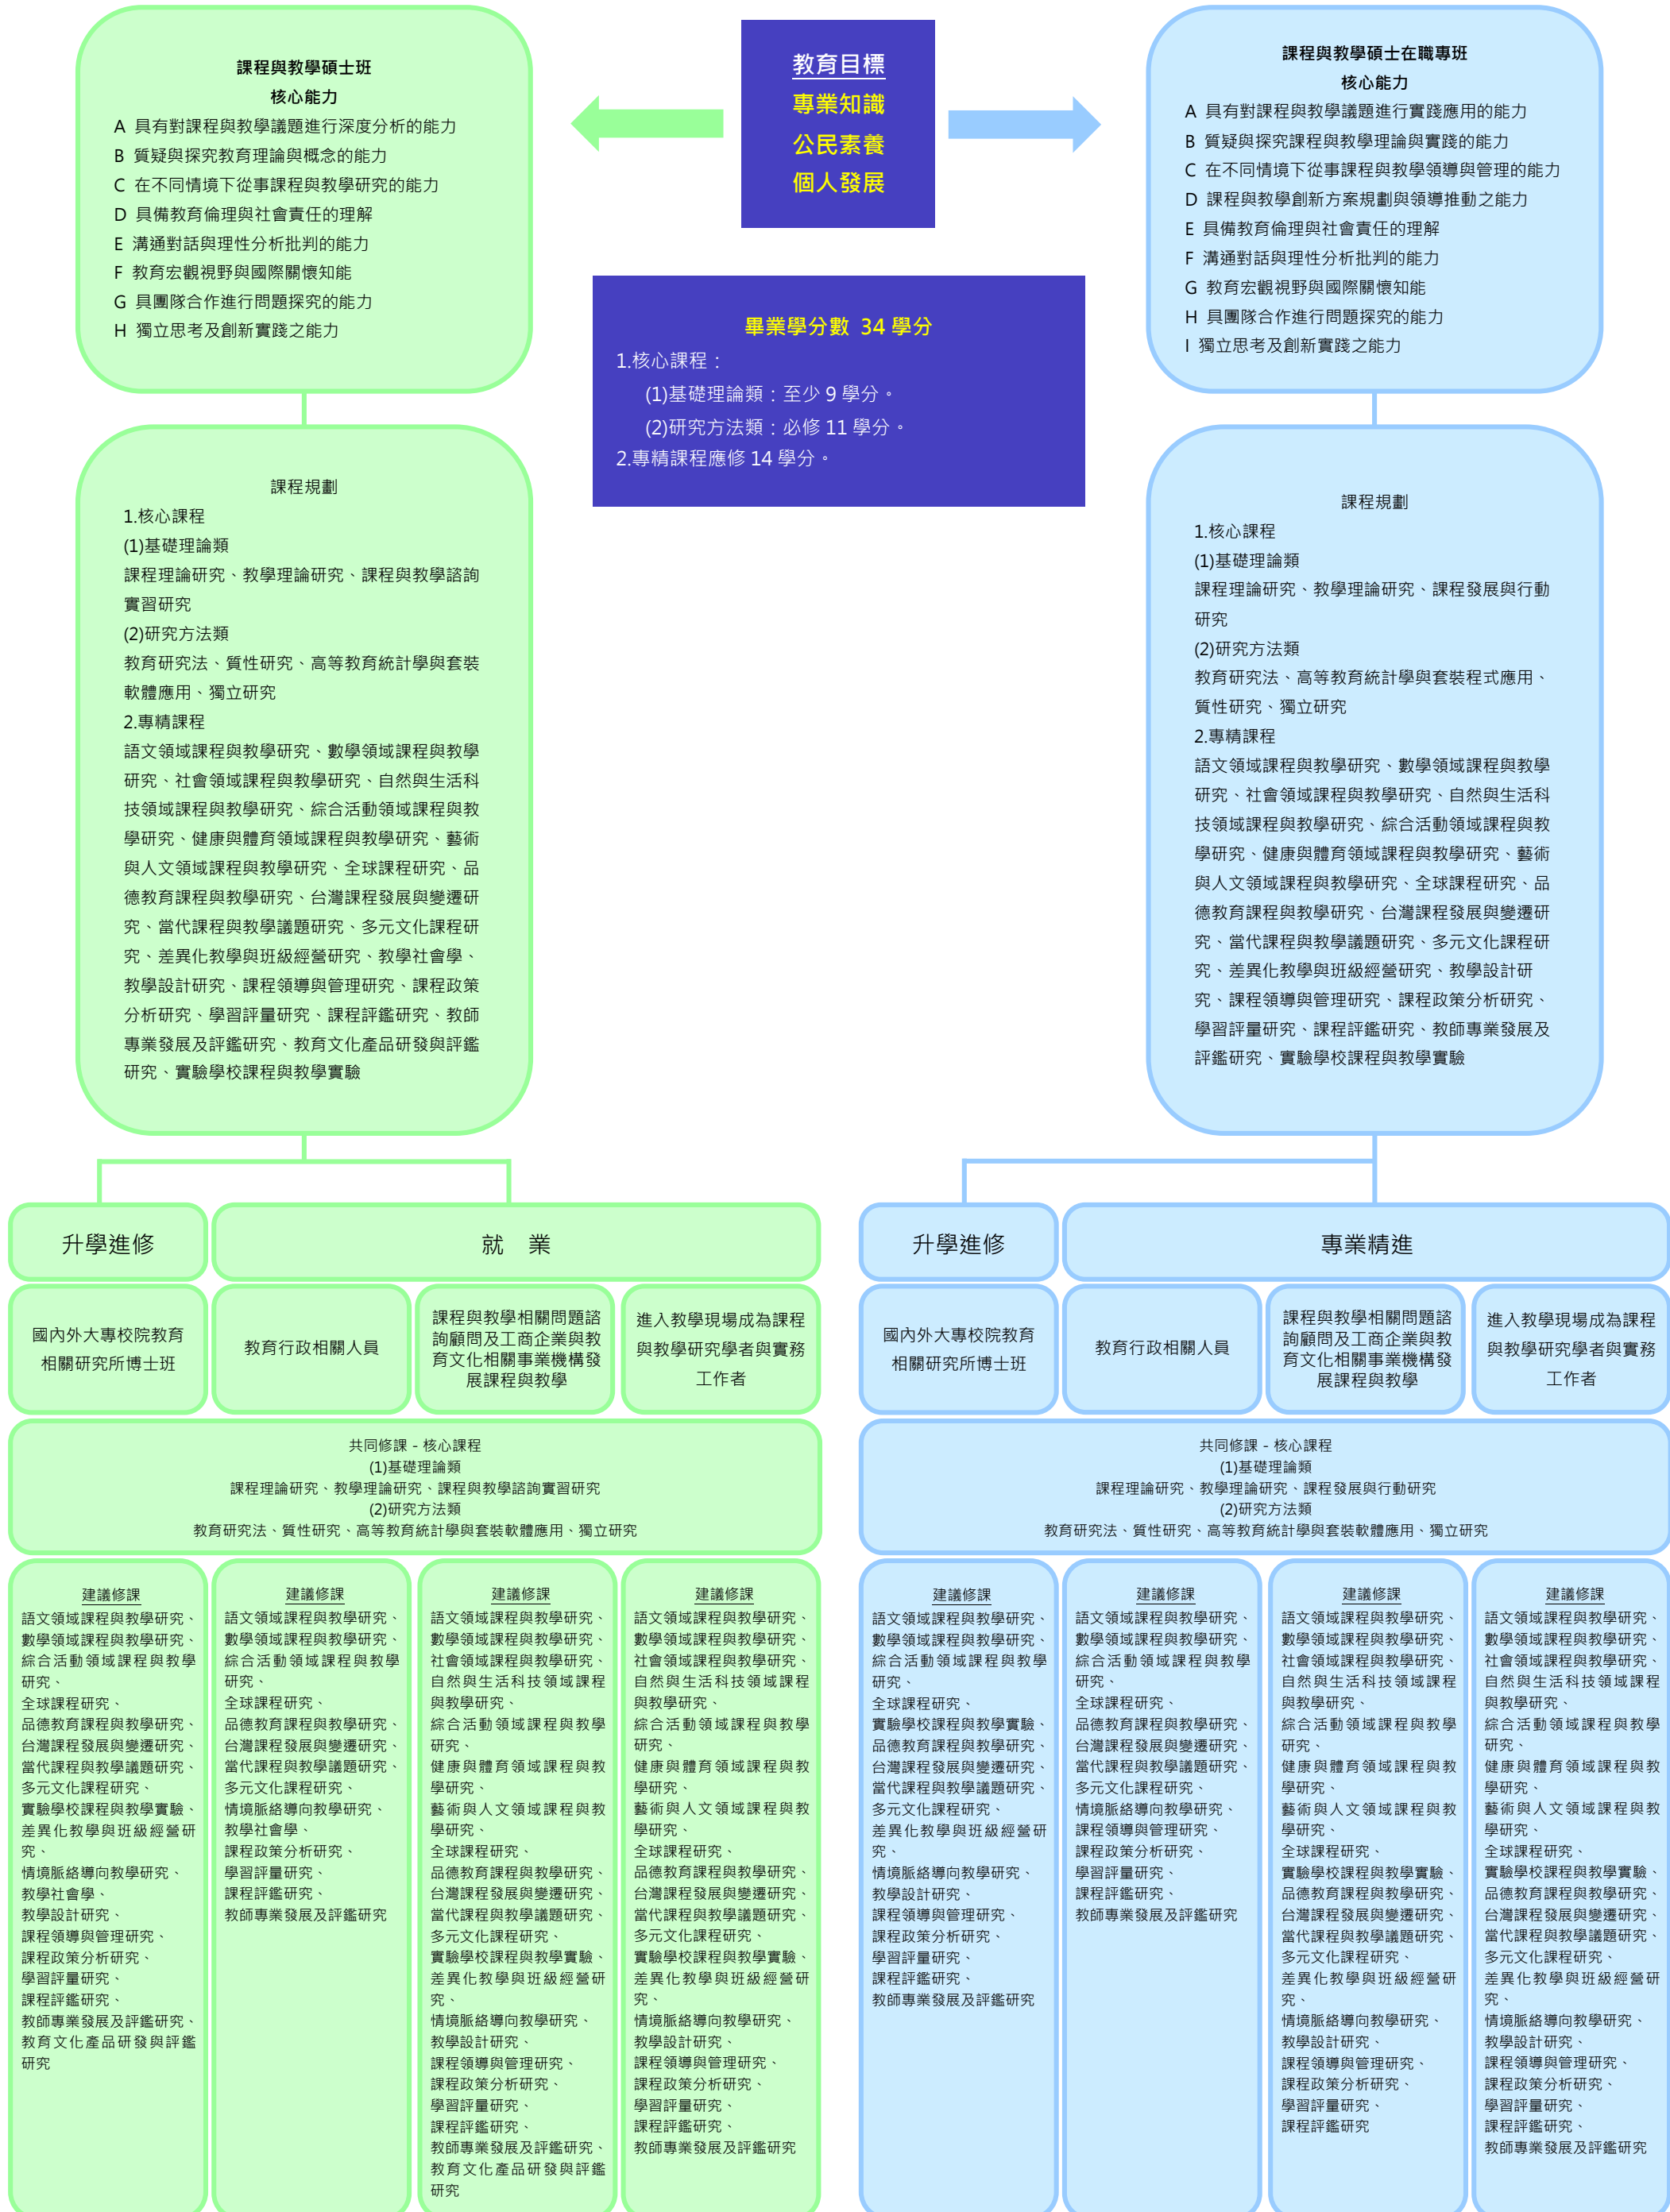 課程與教學碩士班
核心能力
A 具有對課程與教學議題進行深度分析的能力
B 質疑與探究教育理論與概念的能力
C 在不同情境下從事課程與教學研究的能力
D 具備教育倫理與社會責任的理解
E 溝通對話與理性分析批判的能力
F 教育宏觀視野與國際關懷知能
G 具團隊合作進行問題探究的能力
H 獨立思考及創新實踐之能力
教育目標
專業知識
公民素養
個人發展
課程與教學碩士在職專班
核心能力
A 具有對課程與教學議題進行實踐應用的能力
B 質疑與探究課程與教學理論與實踐的能力
C 在不同情境下從事課程與教學領導與管理的能力
D 課程與教學創新方案規劃與領導推動之能力
E 具備教育倫理與社會責任的理解
F 溝通對話與理性分析批判的能力
G 教育宏觀視野與國際關懷知能
H 具團隊合作進行問題探究的能力
I 獨立思考及創新實踐之能力
畢業學分數 34 學分
1.核心課程：
(1)基礎理論類：至少 9 學分。
(2)研究方法類：必修 11 學分。
2.專精課程應修 14 學分。
課程規劃
1.核心課程
(1)基礎理論類
課程理論研究、教學理論研究、課程與教學諮詢
實習研究
(2)研究方法類
教育研究法、質性研究、高等教育統計學與套裝
軟體應用、獨立研究
2.專精課程
語文領域課程與教學研究、數學領域課程與教學
研究、社會領域課程與教學研究、自然與生活科
技領域課程與教學研究、綜合活動領域課程與教
學研究、健康與體育領域課程與教學研究、藝術
與人文領域課程與教學研究、全球課程研究、品
德教育課程與教學研究、台灣課程發展與變遷研
究、當代課程與教學議題研究、多元文化課程研
究、差異化教學與班級經營研究、教學社會學、
教學設計研究、課程領導與管理研究、課程政策
分析研究、學習評量研究、課程評鑑研究、教師
專業發展及評鑑研究、教育文化產品研發與評鑑
研究、實驗學校課程與教學實驗
課程規劃
1.核心課程
(1)基礎理論類
課程理論研究、教學理論研究、課程發展與行動
研究
(2)研究方法類
教育研究法、高等教育統計學與套裝程式應用、
質性研究、獨立研究
2.專精課程
語文領域課程與教學研究、數學領域課程與教學
研究、社會領域課程與教學研究、自然與生活科
技領域課程與教學研究、綜合活動領域課程與教
學研究、健康與體育領域課程與教學研究、藝術
與人文領域課程與教學研究、全球課程研究、品
德教育課程與教學研究、台灣課程發展與變遷研
究、當代課程與教學議題研究、多元文化課程研
究、差異化教學與班級經營研究、教學設計研
究、課程領導與管理研究、課程政策分析研究、
學習評量研究、課程評鑑研究、教師專業發展及
評鑑研究、實驗學校課程與教學實驗
升學進修
就 業
國內外大專校院教育
相關研究所博士班
教育行政相關人員
課程與教學相關問題諮
詢顧問及工商企業與教
育文化相關事業機構發
展課程與教學
進入教學現場成為課程
與教學研究學者與實務
工作者
共同修課 - 核心課程
(1)基礎理論類
課程理論研究、教學理論研究、課程與教學諮詢實習研究
(2)研究方法類
教育研究法、質性研究、高等教育統計學與套裝軟體應用、獨立研究
建議修課
語文領域課程與教學研究、
數學領域課程與教學研究、
綜合活動領域課程與教學
研究、
全球課程研究、
品德教育課程與教學研究、
台灣課程發展與變遷研究、
當代課程與教學議題研究、
多元文化課程研究、
實驗學校課程與教學實驗、
差異化教學與班級經營研
究、
情境脈絡導向教學研究、
教學社會學、
教學設計研究、
課程領導與管理研究、
課程政策分析研究、
學習評量研究、
課程評鑑研究、
教師專業發展及評鑑研究、
教育文化產品研發與評鑑
研究
建議修課
語文領域課程與教學研究、
數學領域課程與教學研究、
綜合活動領域課程與教學
研究、
全球課程研究、
品德教育課程與教學研究、
台灣課程發展與變遷研究、
當代課程與教學議題研究、
多元文化課程研究、
情境脈絡導向教學研究、
教學社會學、
課程政策分析研究、
學習評量研究、
課程評鑑研究、
教師專業發展及評鑑研究
建議修課
語文領域課程與教學研究、
數學領域課程與教學研究、
社會領域課程與教學研究、
自然與生活科技領域課程
與教學研究、
綜合活動領域課程與教學
研究、
健康與體育領域課程與教
學研究、
藝術與人文領域課程與教
學研究、
全球課程研究、
品德教育課程與教學研究、
台灣課程發展與變遷研究、
當代課程與教學議題研究、
多元文化課程研究、
實驗學校課程與教學實驗、
差異化教學與班級經營研
究、
情境脈絡導向教學研究、
教學設計研究、
課程領導與管理研究、
課程政策分析研究、
學習評量研究、
課程評鑑研究、
教師專業發展及評鑑研究、
教育文化產品研發與評鑑
研究
建議修課
語文領域課程與教學研究、
數學領域課程與教學研究、
社會領域課程與教學研究、
自然與生活科技領域課程
與教學研究、
綜合活動領域課程與教學
研究、
健康與體育領域課程與教
學研究、
藝術與人文領域課程與教
學研究、
全球課程研究、
品德教育課程與教學研究、
台灣課程發展與變遷研究、
當代課程與教學議題研究、
多元文化課程研究、
實驗學校課程與教學實驗、
差異化教學與班級經營研
究、
情境脈絡導向教學研究、
教學設計研究、
課程領導與管理研究、
課程政策分析研究、
學習評量研究、
課程評鑑研究、
教師專業發展及評鑑研究
升學進修
專業精進
國內外大專校院教育
相關研究所博士班
教育行政相關人員
課程與教學相關問題諮
詢顧問及工商企業與教
育文化相關事業機構發
展課程與教學
進入教學現場成為課程
與教學研究學者與實務
工作者
共同修課 - 核心課程
(1)基礎理論類
課程理論研究、教學理論研究、課程發展與行動研究
(2)研究方法類
教育研究法、質性研究、高等教育統計學與套裝軟體應用、獨立研究
建議修課
語文領域課程與教學研究、
數學領域課程與教學研究、
綜合活動領域課程與教學
研究、
全球課程研究、
實驗學校課程與教學實驗、
品德教育課程與教學研究、
台灣課程發展與變遷研究、
當代課程與教學議題研究、
多元文化課程研究、
差異化教學與班級經營研
究、
情境脈絡導向教學研究、
教學設計研究、
課程領導與管理研究、
課程政策分析研究、
學習評量研究、
課程評鑑研究、
教師專業發展及評鑑研究
建議修課
語文領域課程與教學研究、
數學領域課程與教學研究、
綜合活動領域課程與教學
研究、
全球課程研究、
品德教育課程與教學研究、
台灣課程發展與變遷研究、
當代課程與教學議題研究、
多元文化課程研究、
情境脈絡導向教學研究、
課程領導與管理研究、
課程政策分析研究、
學習評量研究、
課程評鑑研究、
教師專業發展及評鑑研究
建議修課
語文領域課程與教學研究、
數學領域課程與教學研究、
社會領域課程與教學研究、
自然與生活科技領域課程
與教學研究、
綜合活動領域課程與教學
研究、
健康與體育領域課程與教
學研究、
藝術與人文領域課程與教
學研究、
全球課程研究、
實驗學校課程與教學實驗、
品德教育課程與教學研究、
台灣課程發展與變遷研究、
當代課程與教學議題研究、
多元文化課程研究、
差異化教學與班級經營研
究、
情境脈絡導向教學研究、
教學設計研究、
課程領導與管理研究、
課程政策分析研究、
學習評量研究、
課程評鑑研究
建議修課
語文領域課程與教學研究、
數學領域課程與教學研究、
社會領域課程與教學研究、
自然與生活科技領域課程
與教學研究、
綜合活動領域課程與教學
研究、
健康與體育領域課程與教
學研究、
藝術與人文領域課程與教
學研究、
全球課程研究、
實驗學校課程與教學實驗、
品德教育課程與教學研究、
台灣課程發展與變遷研究、
當代課程與教學議題研究、
多元文化課程研究、
差異化教學與班級經營研
究、
情境脈絡導向教學研究、
教學設計研究、
課程領導與管理研究、
課程政策分析研究、
學習評量研究、
課程評鑑研究、
教師專業發展及評鑑研究